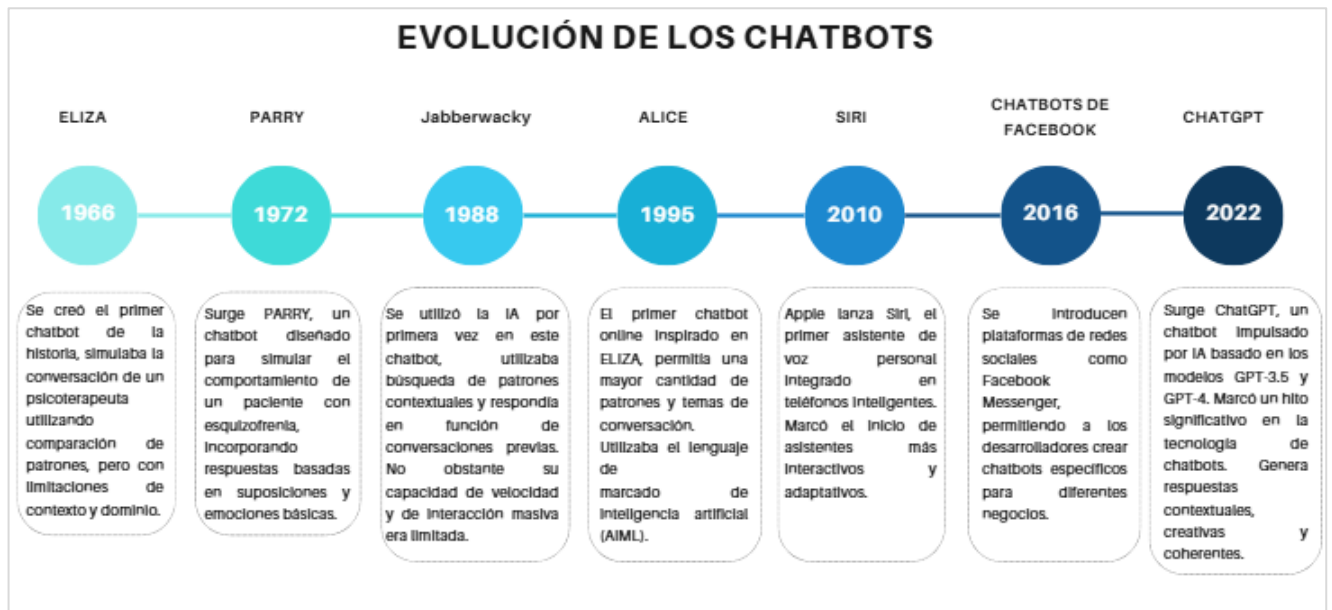 EVOLUCIÓN DE LOS CHATBOTS
ELIZA
PARRY
Jabberwacky
ALICE
SIRI
CHATBOTS DE
FACEBOOK
CHATGPT
1966
1972
1988
1995
2010
2016
2022
Se creó el primer
chatbot de la
historia, simulaba la
conversación de un
psicoterapeuta
utilizando
comparación de
patrones, pero con
limitaciones de
contexto y dominio.
Surge PARRY, un
chatbot diseñado
para simular el
comportamiento de
un paciente con
esquizofrenia,
incorporando
respuestas basadas
en suposiciones y
emociones básicas.
Se utilizó la IA por
primera vez en este
chatbot, utilizaba
búsqueda de patrones
contextuales y respondía
en función de
conversaciones previas.
No obstante su
capacidad de velocidad
y de interacción masiva
era limitada.
El primer chatbot
online inspirado en
ELIZA, permitía una
mayor cantidad de
patrones y temas de
conversación.
Utilizaba el lenguaje
de
marcado de
inteligencia artificial
(AIML).
Apple lanza Siri, el
primer asistente de
voz personal
integrado en
teléfonos inteligentes.
Marcó el inicio de
asistentes más
interactivos y
adaptativos.
Se introducen
plataformas de redes
sociales como
Facebook
Messenger,
permitiendo a los
desarrolladores crear
chatbots específicos
para diferentes
negocios.
Surge ChatGPT, un
chatbot impulsado
por IA basado en los
modelos GPT-3.5 y
GPT-4. Marcó un hito
significativo en la
tecnología de
chatbots. Genera
respuestas
contextuales,
creativas y
coherentes.